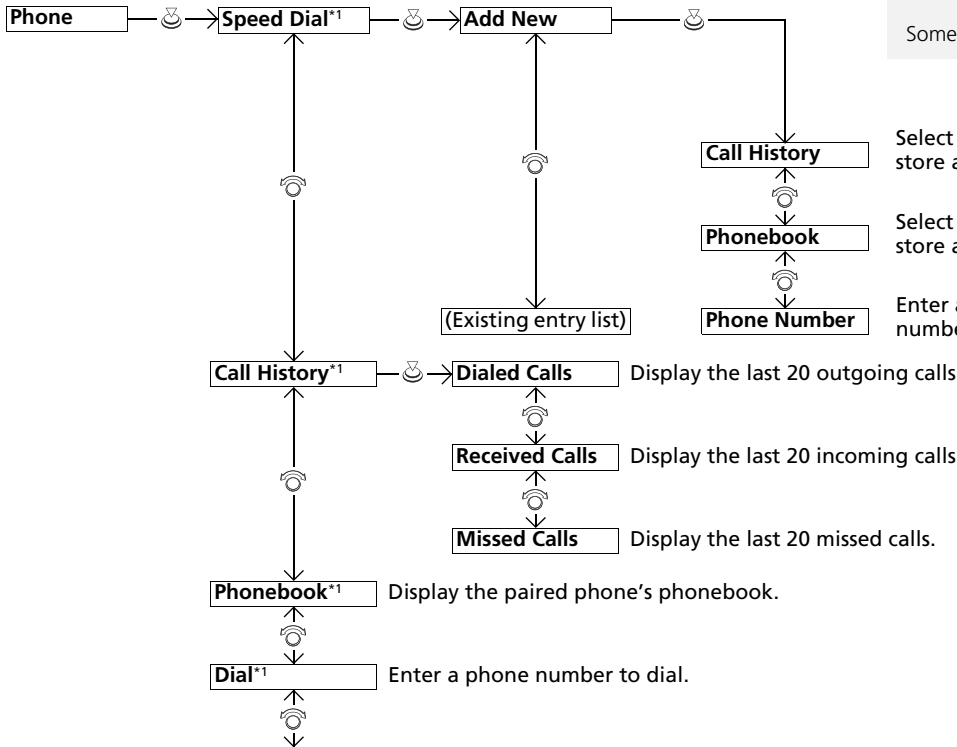 Phone
Speed Dial*1
Add New
Some
Call History
Select
store a
Phonebook
Select
store a
(Existing entry list)
Phone Number
Enter a
numbe
Call History*1
Dialed Calls
Display the last 20 outgoing calls
Received Calls
Display the last 20 incoming calls
Missed Calls
Display the last 20 missed calls.
Phonebook*1
Display the paired phone’s phonebook.
Dial*1
Enter a phone number to dial.